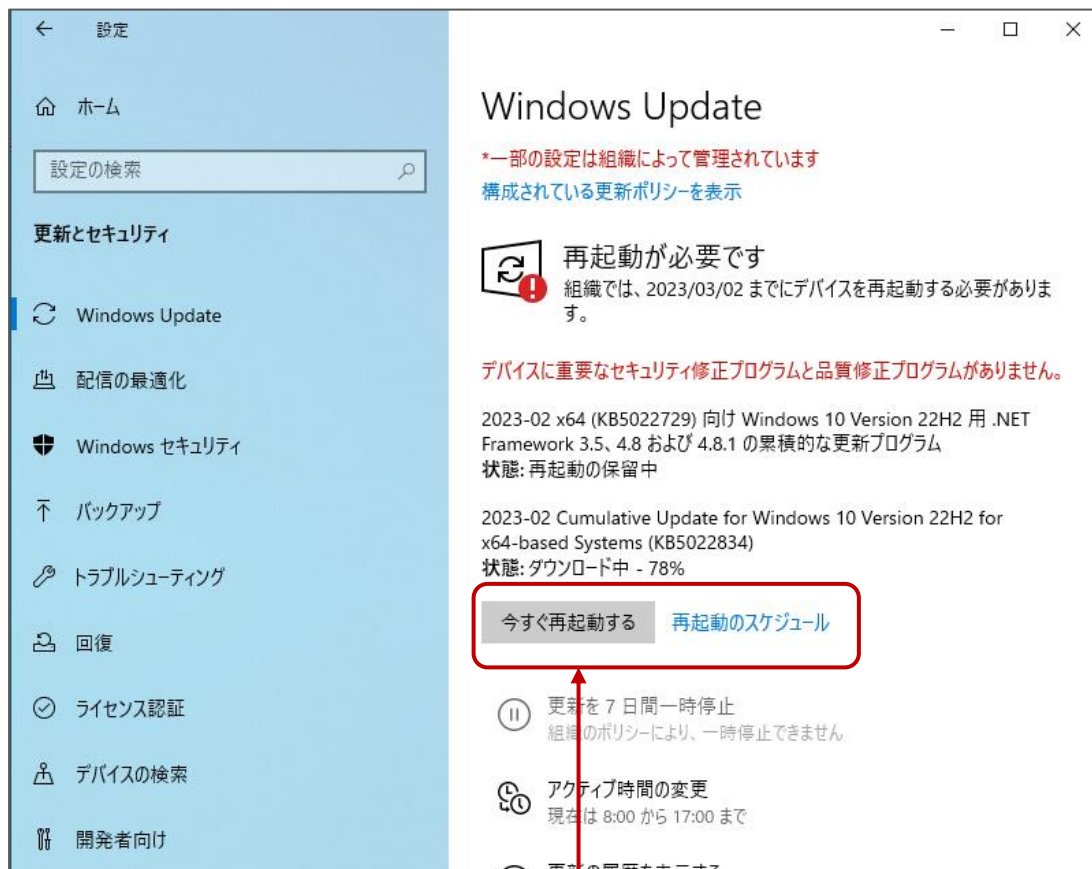 設定
ホーム
設定の検索
更新とセキュリティ
Windows Update
配信の最適化
Windows セキュリティ
バックアップ
トラブルシューティング
回復
ライセンス認証
デバイスの検索
開発者向け
Windows Update
*一部の設定は組織によって管理されています
構成されている更新ポリシーを表示
再起動が必要です
組織では、2023/03/02 までにデバイスを再起動する必要がありま
す。
デバイスに重要なセキュリティ修正プログラムと品質修正プログラムがありません。
2023-02 x64 (KB5022729) 向け Windows 10 Version 22H2 用 .NET
Framework 3.5、4.8 および 4.8.1 の累積的な更新プログラム
状態: 再起動の保留中
2023-02 Cumulative Update for Windows 10 Version 22H2 for
x64-based Systems (KB5022834)
状態: ダウンロード中 - 78%
今すぐ再起動する 再起動のスケジュール
更新を 7 日間一時停止
組織のポリシーにより、一時停止できません
アクティブ時間の変更
現在は 8:00 から 17:00 まで
更新の履歴を表示する